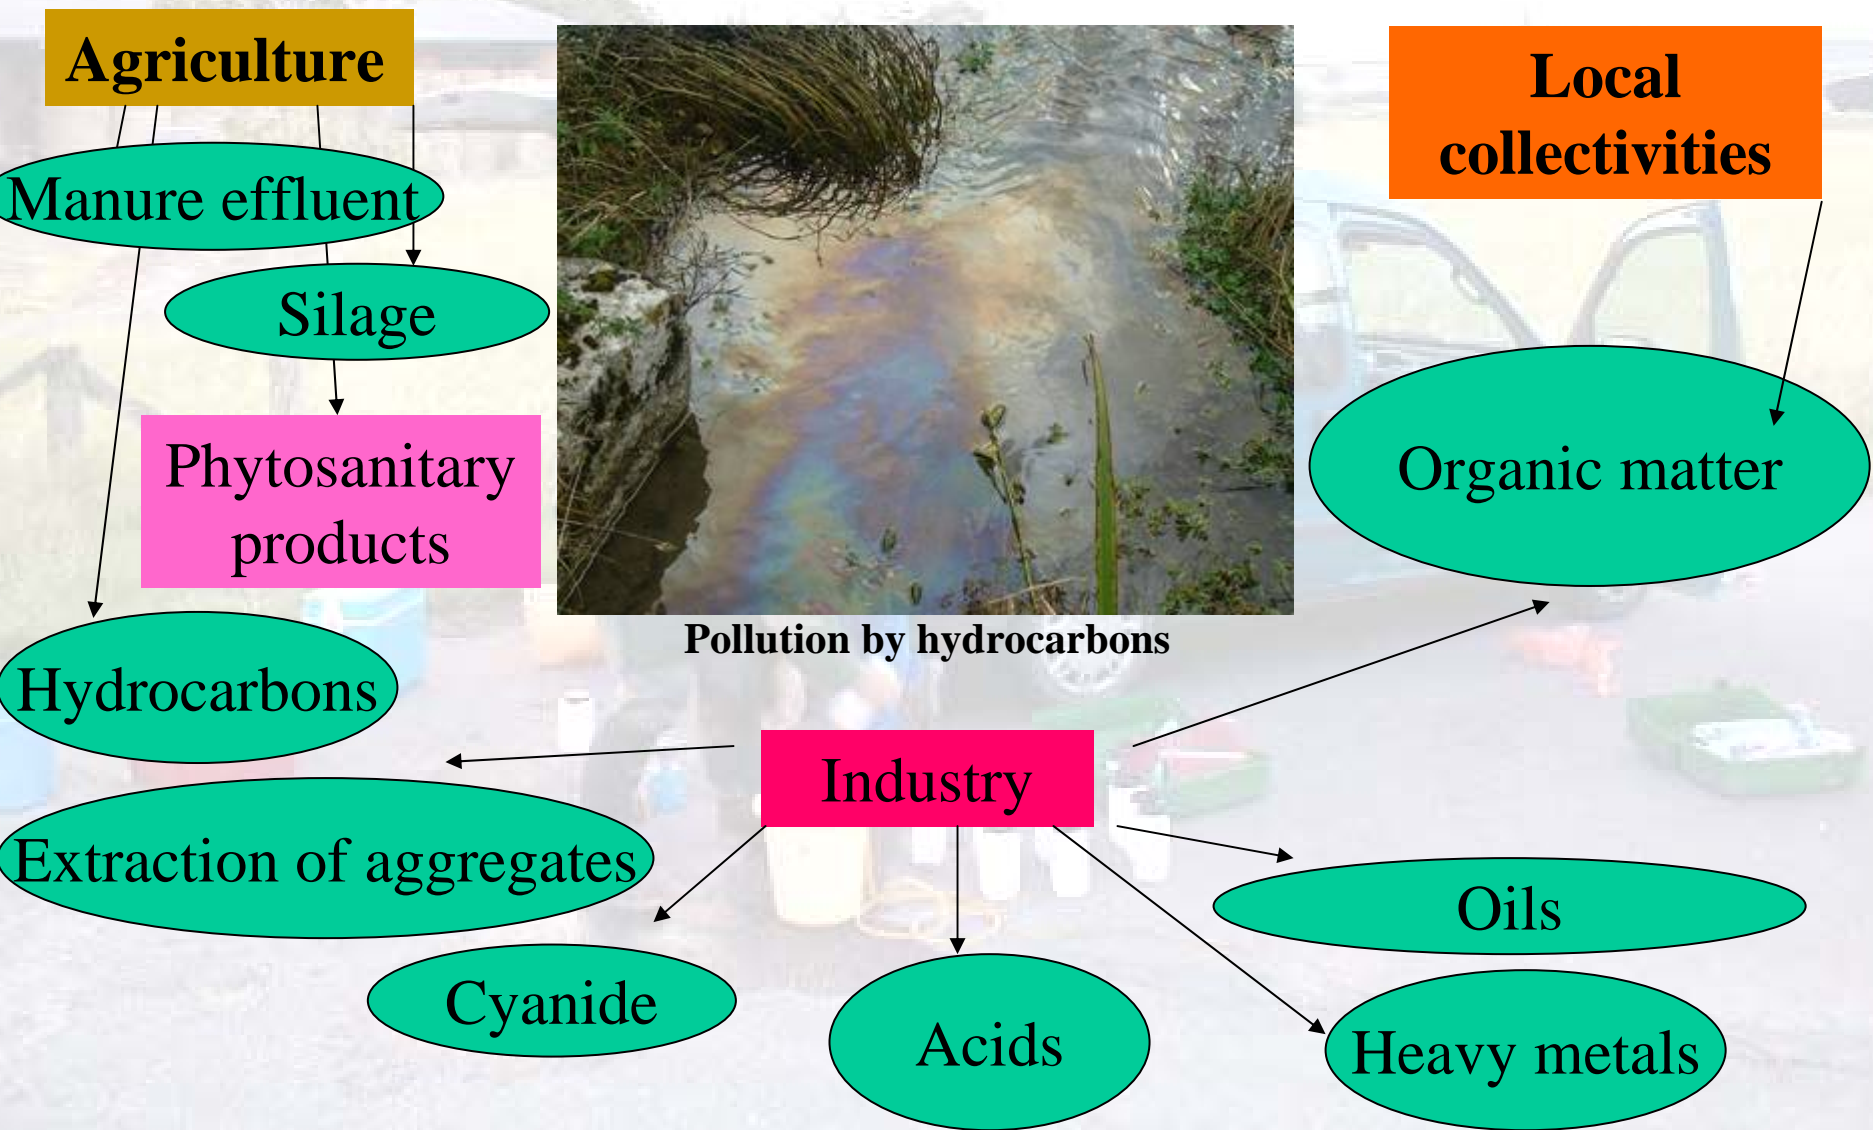 Agriculture
Manure effluent
Silage
Phytosanitary
products
Hydrocarbons
Local
collectivities
Organic matter
Pollution by hydrocarbons
Industry
Extraction of aggregates
Cyanide
Acids
Oils
Heavy metals